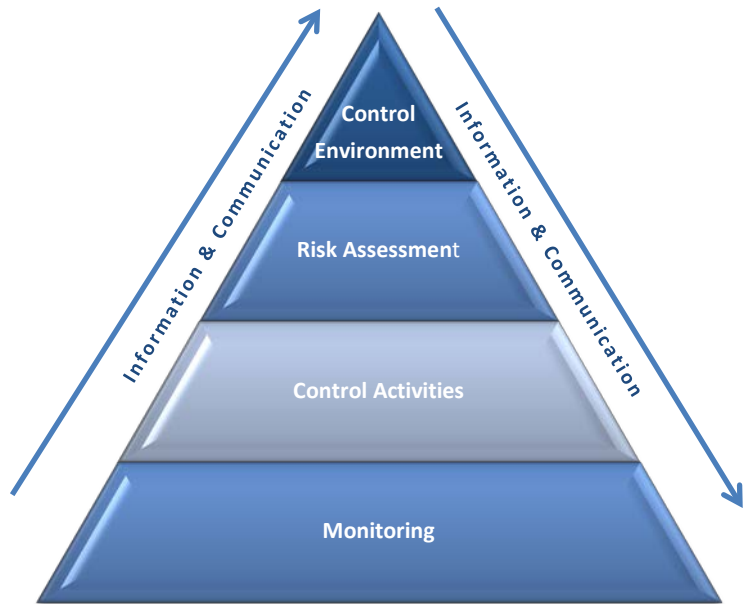 Control
Environment
Risk Assessment
Control Activities
Monitoring
Information & Communication
Information & Communication